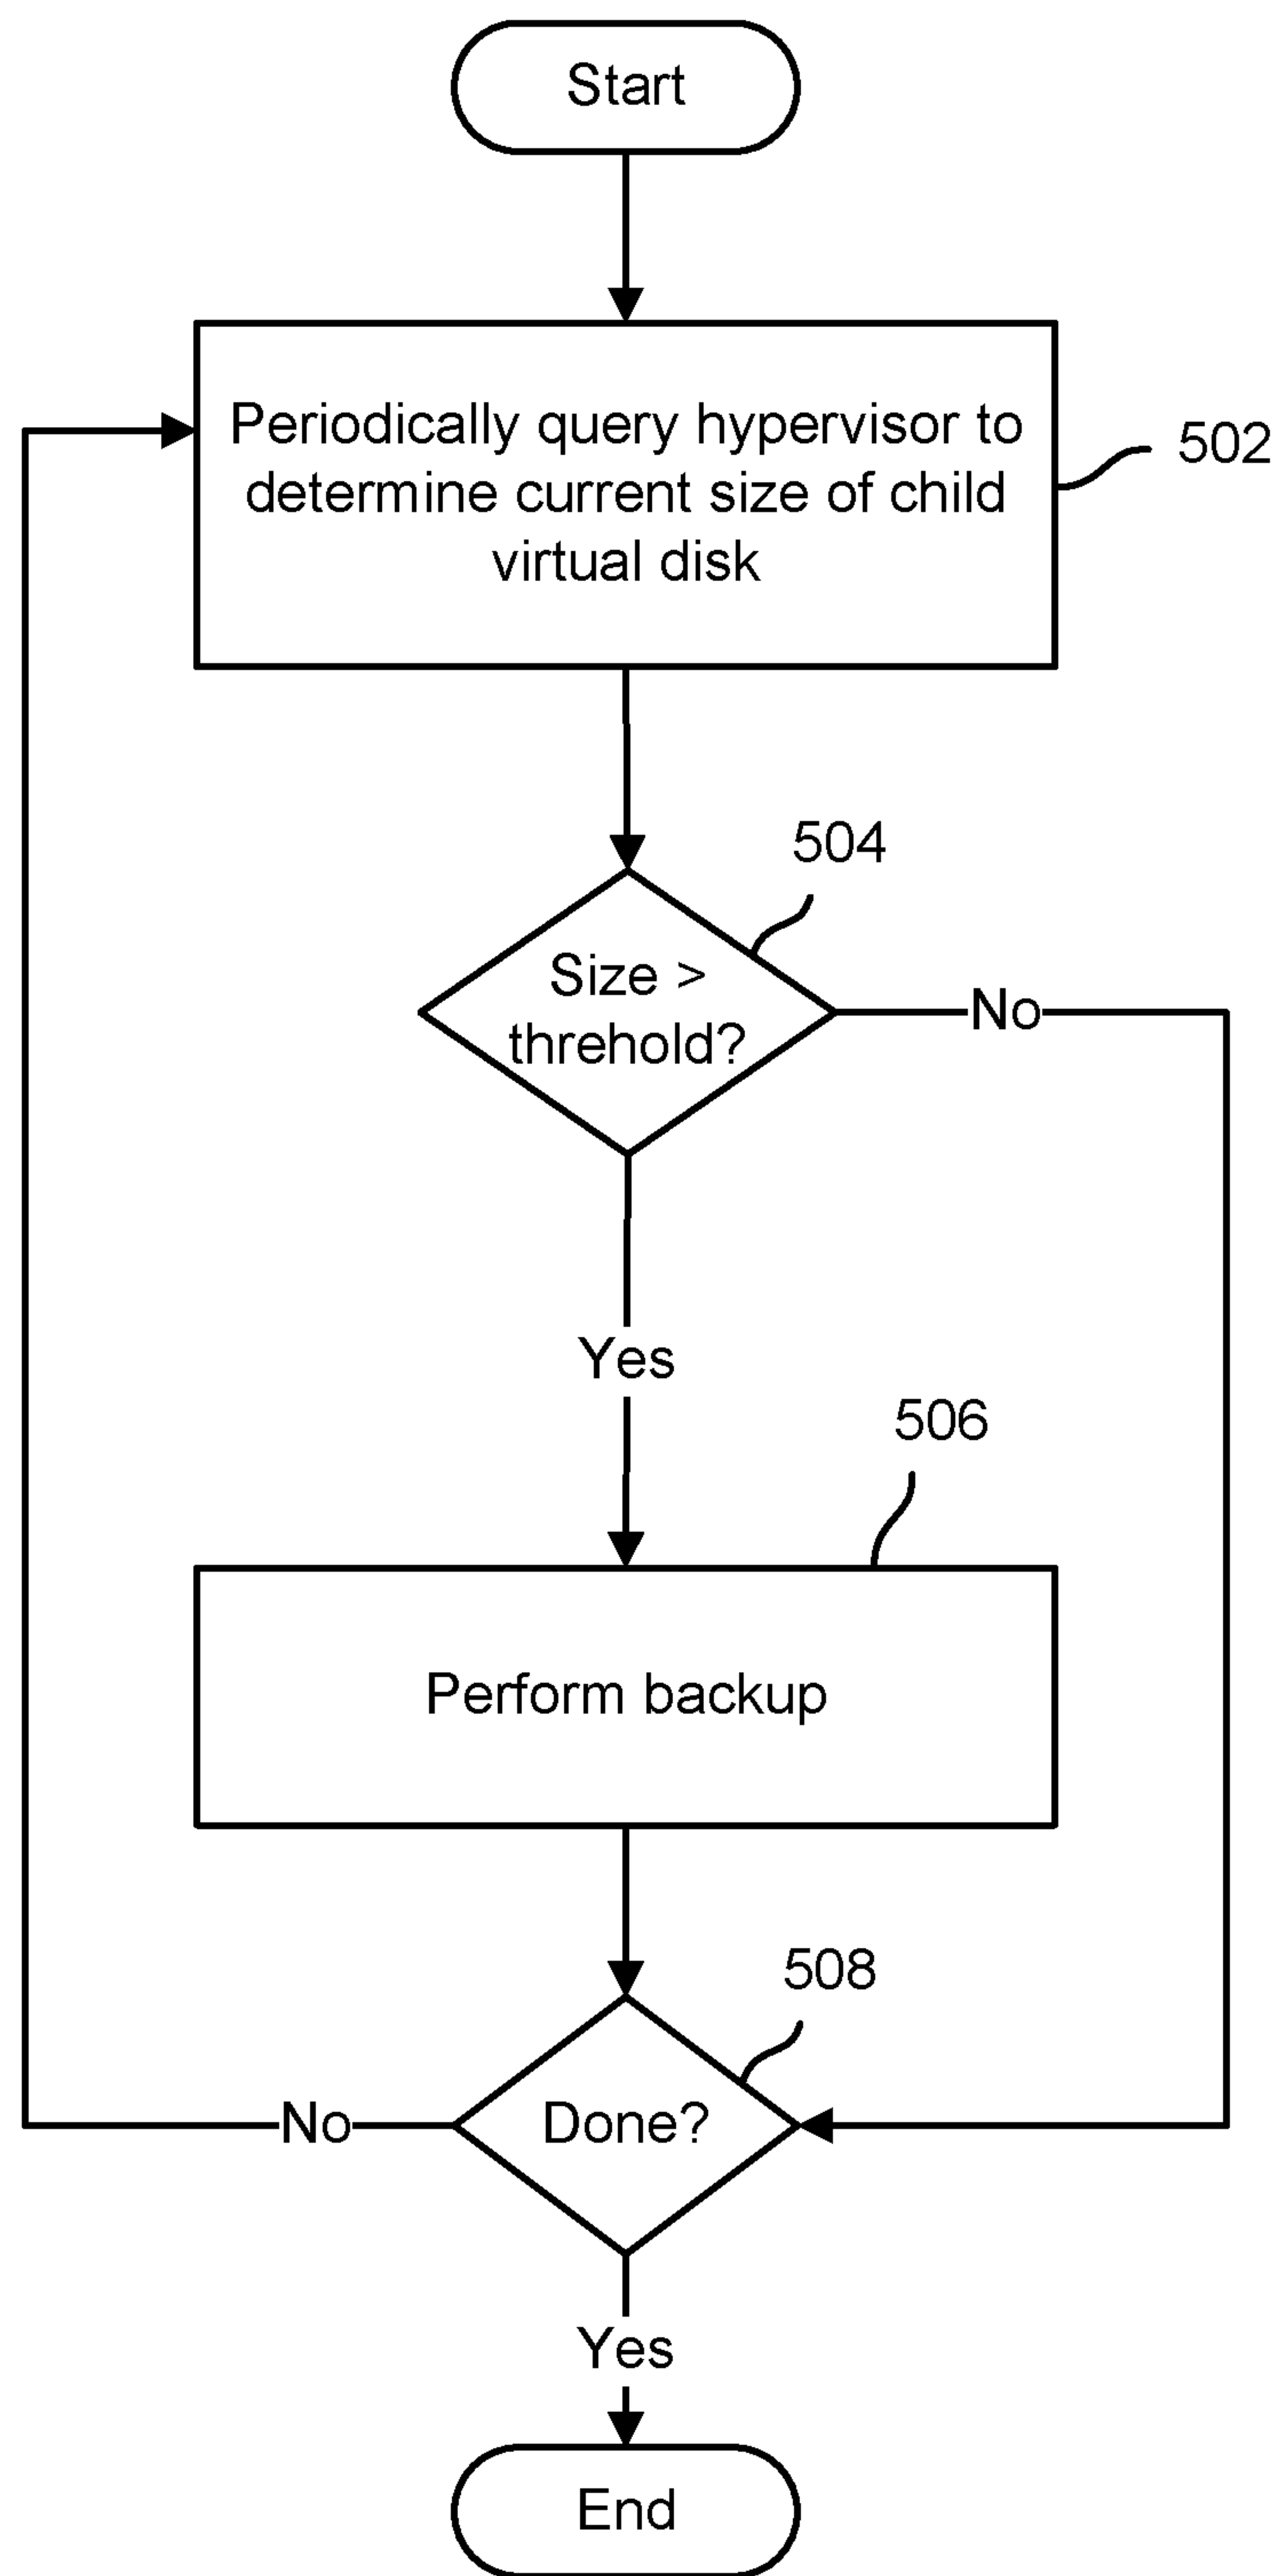 Start
Periodically query hypervisor to
determine current size of child
virtual disk
502
504
Size >
threhold?
No
Yes
506
Perform backup
508
Done?
No
Yes
End